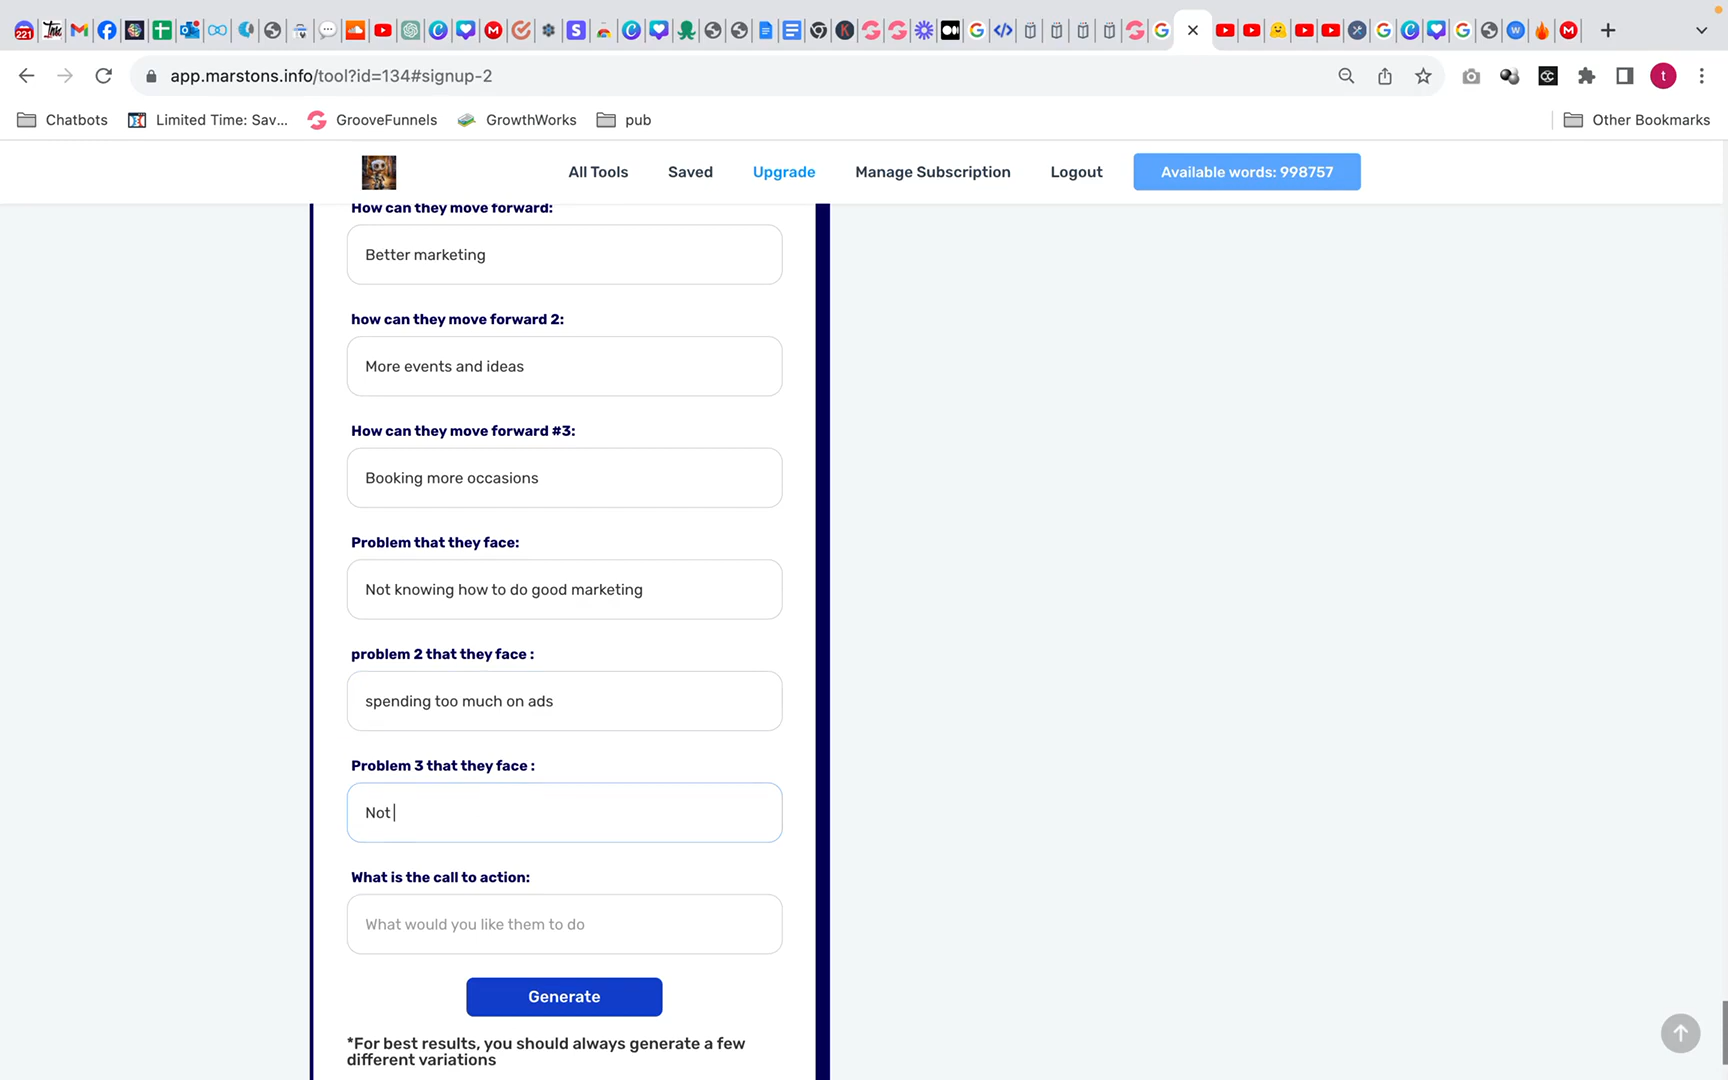 221
app.marstons.info/tool?id=134#signup-2
t
Chatbots
Limited Time: Sav...
GrooveFunnels
GrowthWorks
pub
Other Bookmarks
All Tools
Saved
Upgrade
Manage Subscription
Logout
Available words: 998757
How can they move forward:
Better marketing
how can they move forward 2:
More events and ideas
How can they move forward #3:
Booking more occasions
Problem that they face:
Not knowing how to do good marketing
problem 2 that they face :
spending too much on ads
Problem 3 that they face :
Not
What is the call to action:
What would you like them to do
Generate
*For best results, you should always generate a few
different variations